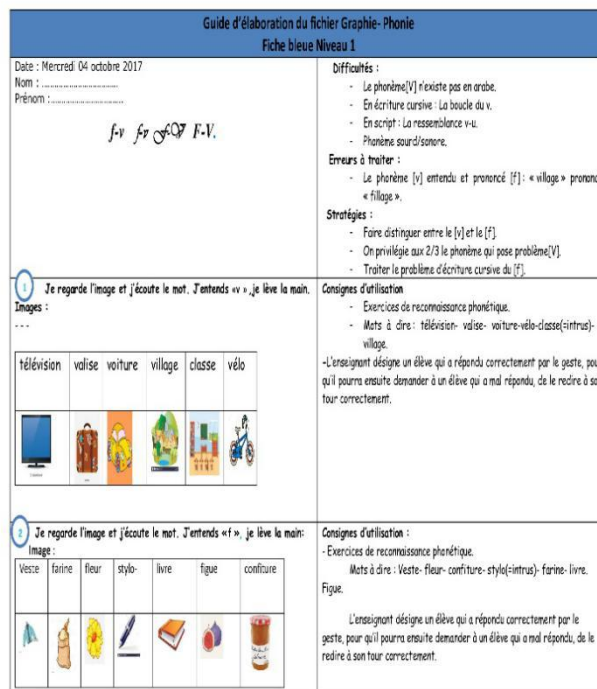 Guide d'élaboration du fichier Graphie- Phonie
Fiche bleue Niveau 1
Date : Mercredi 04 octobre 2017
Nom : ................................
Prénom :................................
f-v f-v F-V F-V.
Difficultés :
- Le phonème[V] n'existe pas en arabe.
- En écriture cursive : La boucle du v.
- En script : La ressemblance v-u.
- Phonème sourd/sonore.
Erreurs à traiter :
- Le phonème [v] entendu et prononcé [f] : « village » prononc
« fillage ».
Stratégies :
- Faire distinguer entre le [v] et le [f].
- On privilégie aux 2/3 le phonème qui pose problème[V].
- Traiter le problème d'écriture cursive du [f].
1 Je regarde l'image et j'écoute le mot. J'entends «v » ,je lève la main.
Images :
- - -
télévision valise voiture village classe vélo
Consignes d'utilisation
- Exercices de reconnaissance phonétique.
- Mots à dire : télévision- valise- voiture-vélo-classe(=intrus)-
village.
-L'enseignant désigne un élève qui a répondu correctement par le geste, pou
qu'il pourra ensuite demander à un élève qui a mal répondu, de le redire à so
tour correctement.
2 Je regarde l'image et j'écoute le mot. J'entends «f », je lève la main:
Image :
Veste farine fleur stylo- livre figue confiture
Consignes d'utilisation :
- Exercices de reconnaissance phonétique.
Mots à dire : Veste- fleur- confiture- stylo(=intrus)- farine- livre.
Figue.
L'enseignant désigne un élève qui a répondu correctement par le
geste, pour qu'il pourra ensuite demander à un élève qui a mal répondu, de le
redire à son tour correctement.